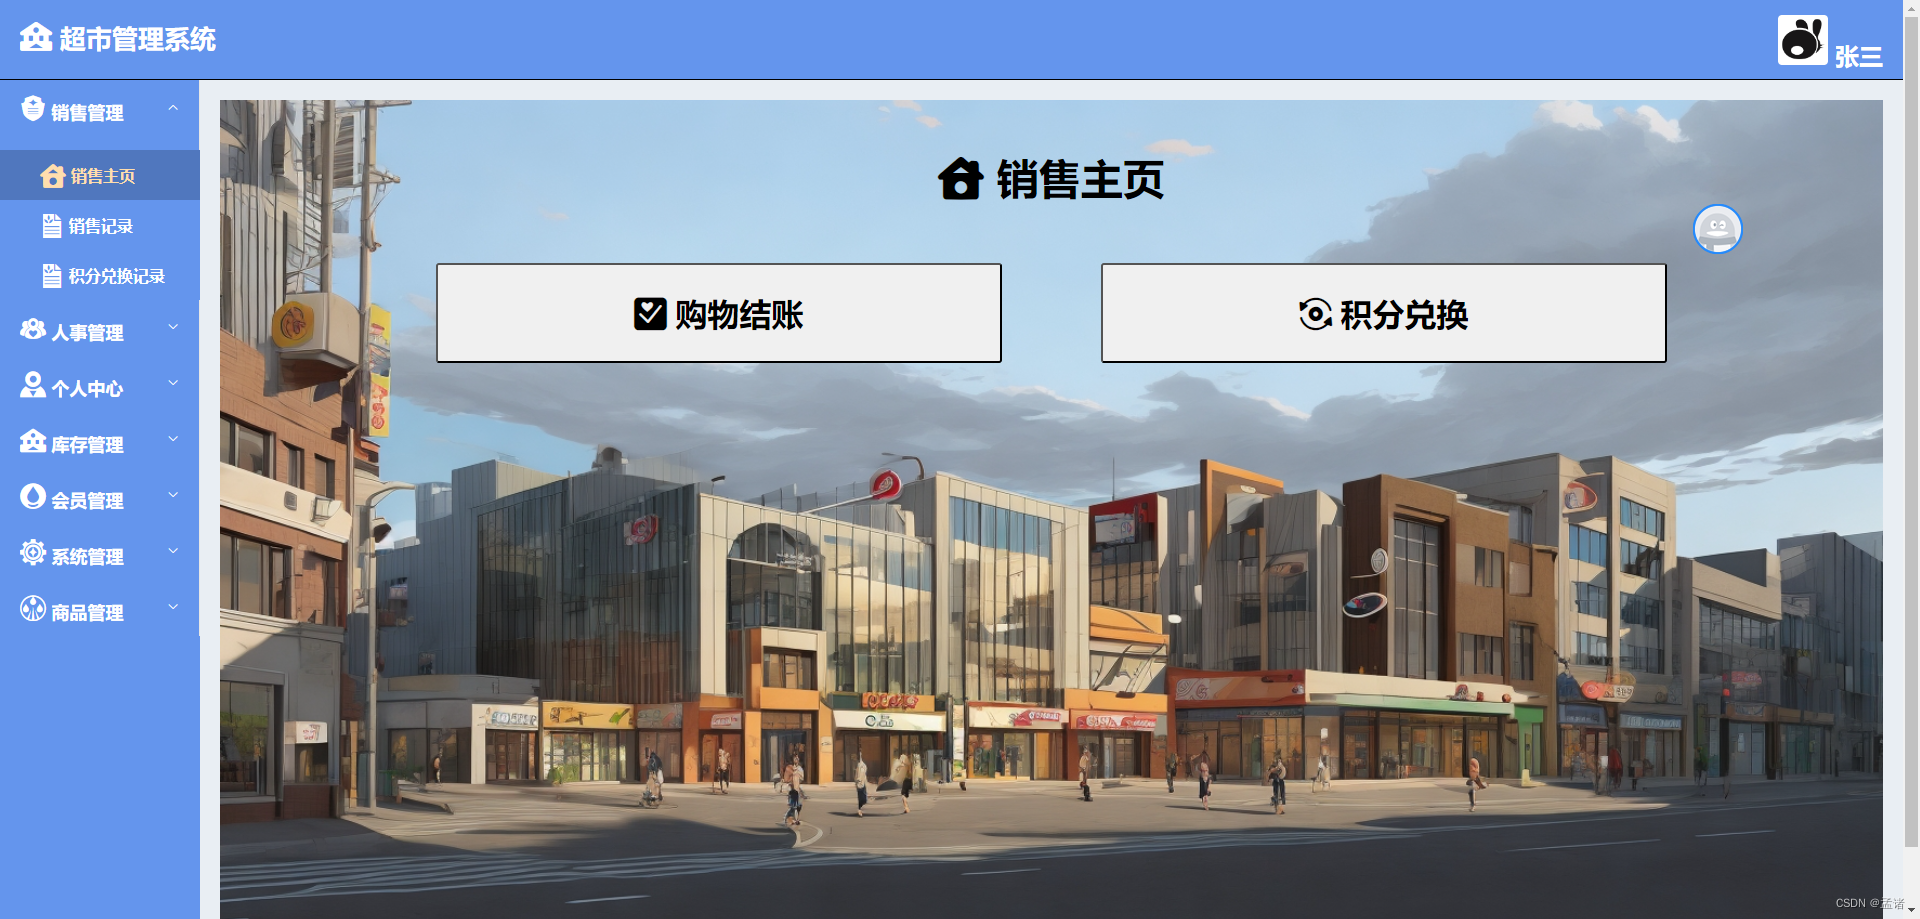 超市管理系统
张三
销售管理
销售主页
销售记录
积分兑换记录
人事管理
个人中心
库存管理
会员管理
系统管理
商品管理
销售主页
购物结账
积分兑换
CSDN @孟诸